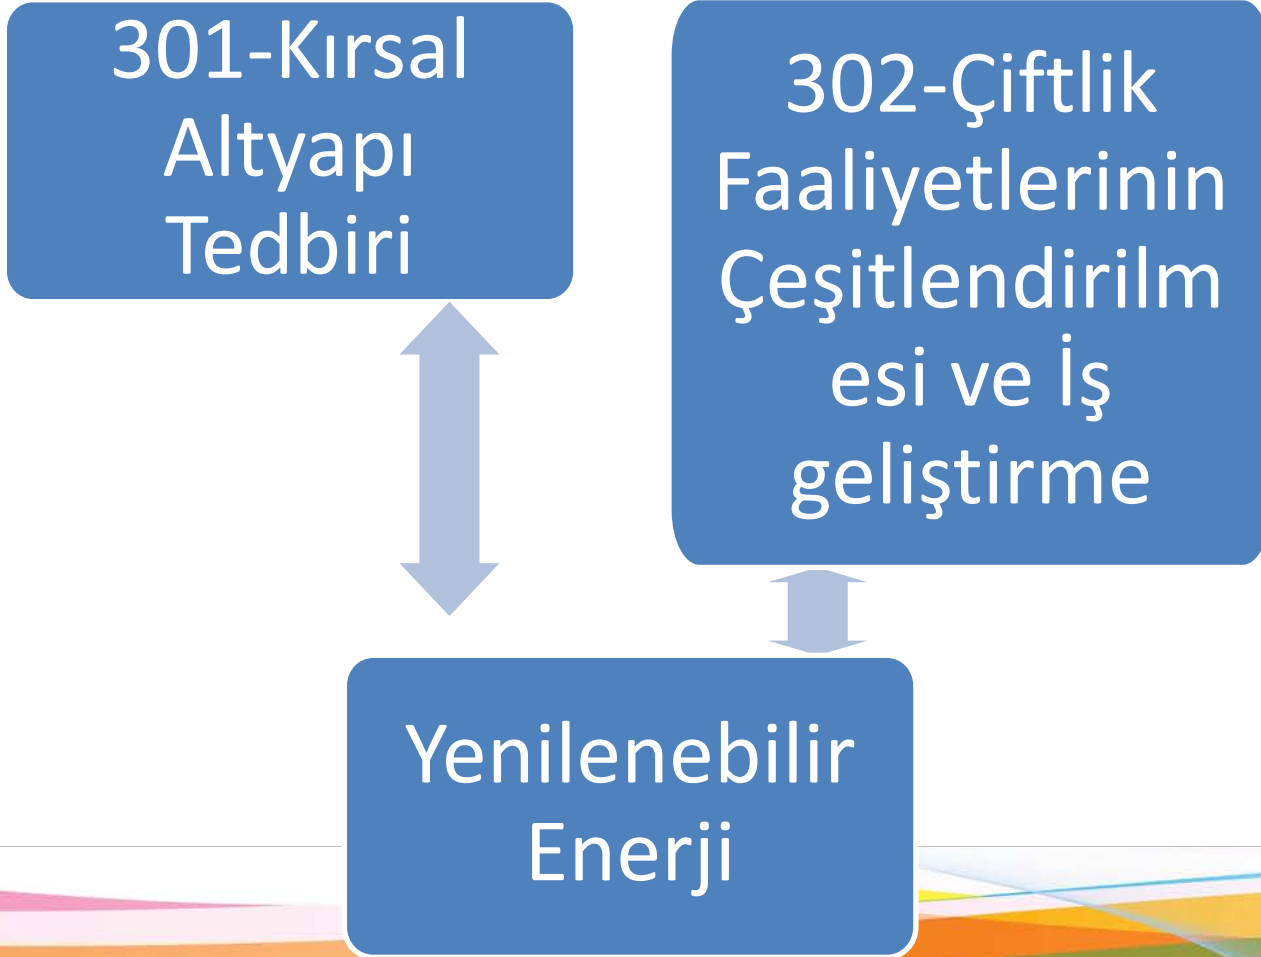 301-Kırsal
Altyapı
Tedbiri
302-Çiftlik
Faaliyetlerinin
Çeşitlendirilm
esi ve İş
geliştirme
Yenilenebilir
Enerji